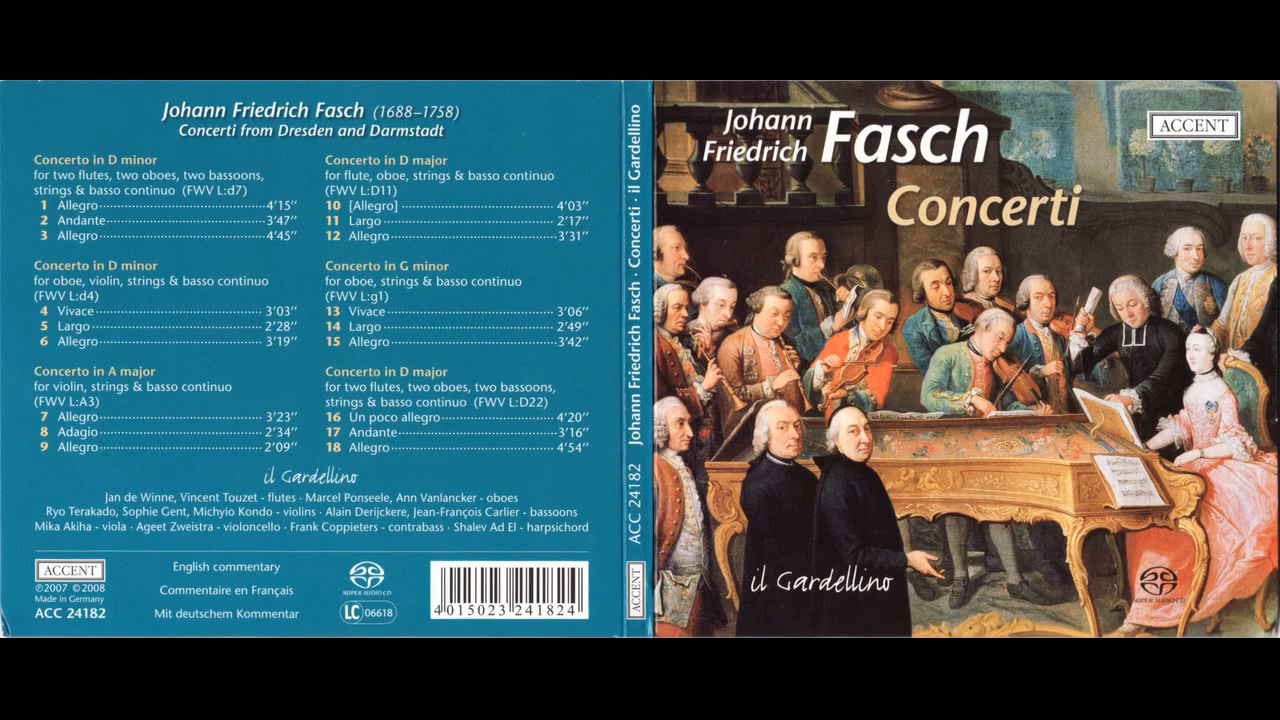 Johann Friedrich Fasch (1688–1758)
Concerti from Dresden and Darmstadt
Concerto in D minor
for two flutes, two oboes, two bassoons,
strings & basso continuo (FWV L:d7)
1 Allegro 4’15’’
2 Andante 3’47’’
3 Allegro 4’45’’
Concerto in D minor
for oboe, violin, strings & basso continuo
(FWV L:d4)
4 Vivace 3’03’’
5 Largo 2’28’’
6 Allegro 3’19’’
Concerto in A major
for violin, strings & basso continuo
(FWV L:A3)
7 Allegro 3’23’’
8 Adagio 2’34’’
9 Allegro 2’09’’
Concerto in D major
for flute, oboe, strings & basso continuo
(FWV L:D11)
10 [Allegro] 4’03’’
11 Largo 2’17’’
12 Allegro 3’31’’
Concerto in G minor
for oboe, strings & basso continuo
(FWV L:g1)
13 Vivace 3’06’’
14 Largo 2’49’’
15 Allegro 3’42’’
Concerto in D major
for two flutes, two oboes, two bassoons,
strings & basso continuo (FWV L:D22)
16 Un poco allegro 4’20’’
17 Andante 3’16’’
18 Allegro 4’54’’
il Gardellino
Jan de Winne, Vincent Touzet - flutes · Marcel Ponseele, Ann Vanlancker - oboes
Ryo Terakado, Sophie Gent, Michyio Kondo - violins · Alain Derijckere, Jean-François Carlier - bassoons
Mika Akiha - viola · Ageet Zweistra - violoncello · Frank Coppieters - contrabass · Shalev Ad El - harpsichord
ACCENT
℗2007 ©2008
Made in Germany
ACC 24182
English commentary
Commentaire en Français
Mit deutschem Kommentar
SUPER AUDIO CD
LC 06618
4 015023 241824
ACC 24182 Johann Friedrich Fasch · Concerti · il Gardellino
ACCENT
Johann
Friedrich Fasch
Concerti
ACCENT
il Gardellino
SUPER AUDIO CD